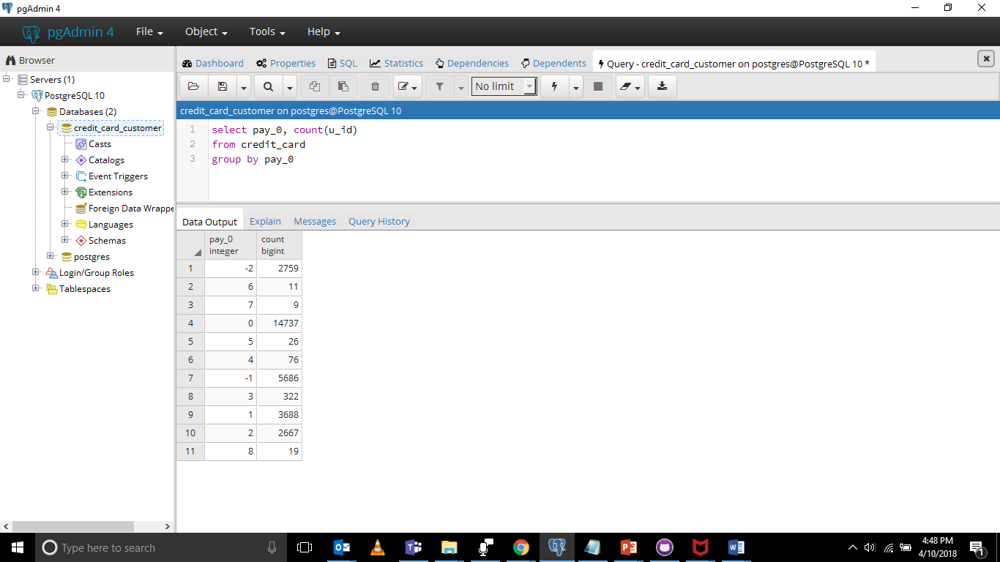 pgAdmin 4
pgAdmin 4 File Object Tools Help
Browser
Servers (1)
PostgreSQL 10
Databases (2)
credit_card_customer
Casts
Catalogs
Event Triggers
Extensions
Foreign Data Wrappe
Languages
Schemas
postgres
Login/Group Roles
Tablespaces
Dashboard Properties SQL Statistics Dependencies Dependents Query - credit_card_customer on postgres@PostgreSQL 10 *
No limit
credit_card_customer on postgres@PostgreSQL 10
1 select pay_0, count(u_id)
2 from credit_card
3 group by pay_0
Data Output Explain Messages Query History
pay_0 count
integer bigint
1 -2 2759
2 6 11
3 7 9
4 0 14737
5 5 26
6 4 76
7 -1 5686
8 3 322
9 1 3688
10 2 2667
11 8 19
Type here to search
4:48 PM
4/10/2018
1